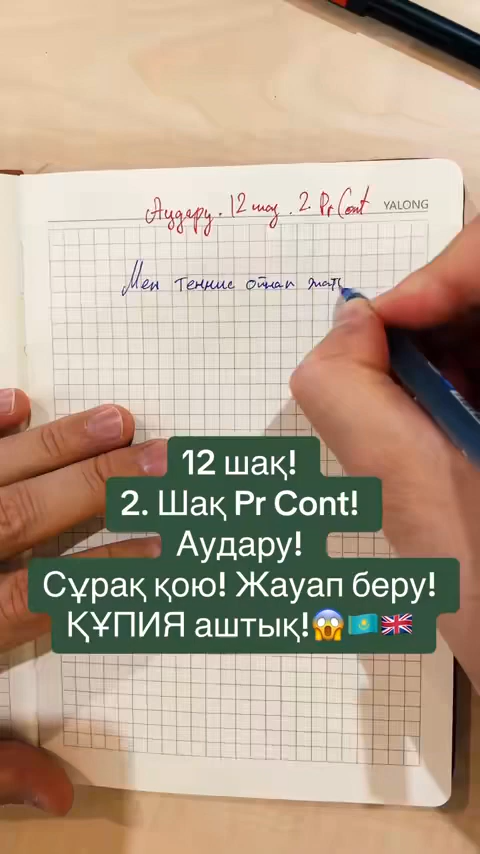 Аудару. 12 шақ. 2. Pr Cont
YALONG
Мен теннис ойнап жаты
12 шақ!
2. Шақ Pr Cont!
Аудару!
Сұрақ қою! Жауап беру!
ҚҰПИЯ аштық!😱🇰🇿🇬🇧